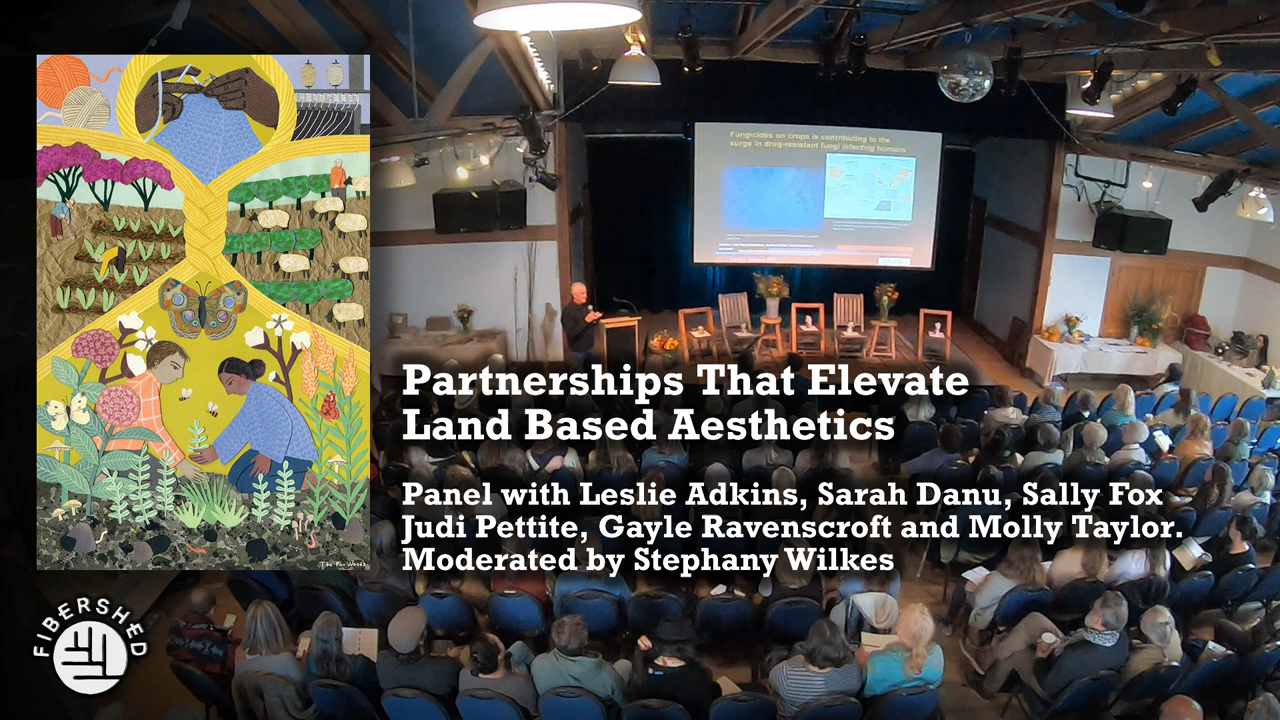 Fungicides on crops is contributing to the
surge in drug-resistant fungi infecting humans
Partnerships That Elevate
Land Based Aesthetics
Panel with Leslie Adkins, Sarah Danu, Sally Fox
Judi Pettite, Gayle Ravenscroft and Molly Taylor.
Moderated by Stephany Wilkes
FIBERSHED